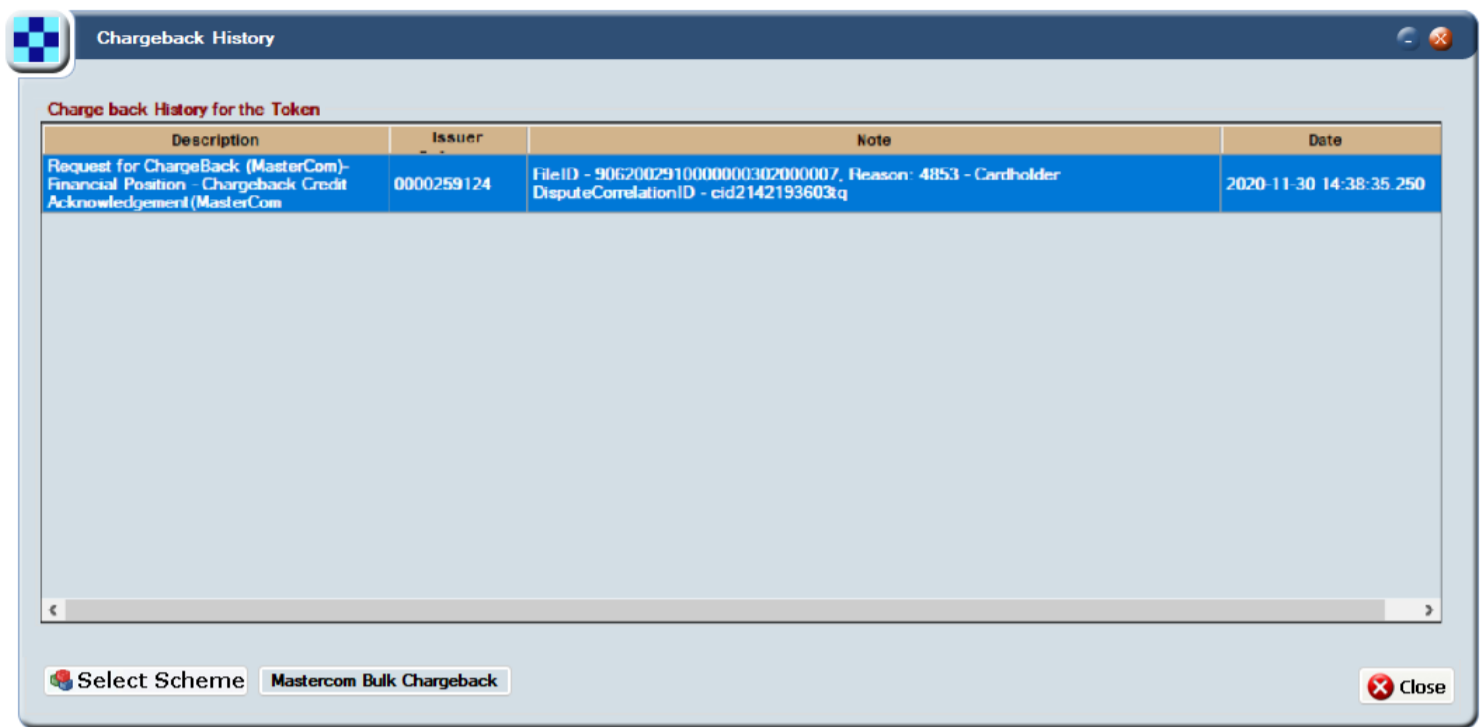 Chargeback History
Charge back History for the Token
Description
Issuer
Note
Date
Request for ChargeBack (MasterCom)-
Financial Position - Chargeback Credit
Acknowledgement(MasterCom
0000259124
FileID - 9062002910000000302000007, Reason: 4853 - Cardholder
DisputeCorrelationID - cid2142193603tq
2020-11-30 14:38:35.250
Select Scheme
Mastercom Bulk Chargeback
Close